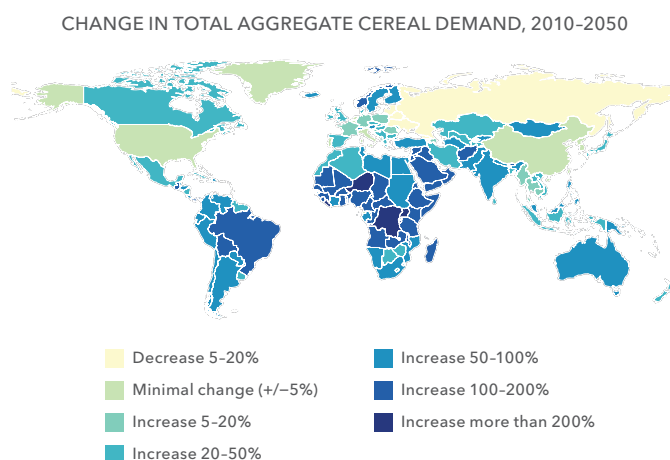 CHANGE IN TOTAL AGGREGATE CEREAL DEMAND, 2010–2050
Decrease 5–20%
Minimal change (+/−5%)
Increase 5–20%
Increase 20–50%
Increase 50–100%
Increase 100–200%
Increase more than 200%